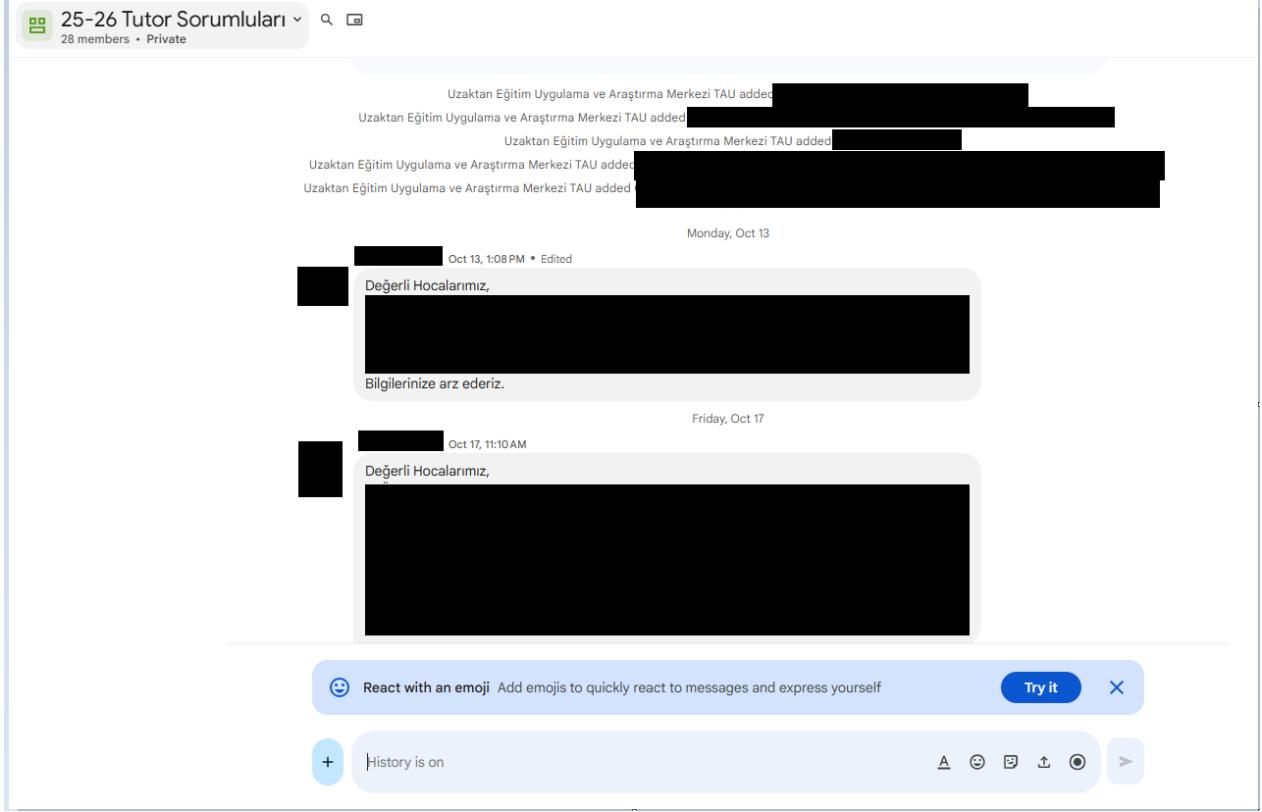 25-26 Tutor Sorumluları
28 members • Private
Uzaktan Eğitim Uygulama ve Araştırma Merkezi TAU added
Uzaktan Eğitim Uygulama ve Araştırma Merkezi TAU added
Uzaktan Eğitim Uygulama ve Araştırma Merkezi TAU added
Uzaktan Eğitim Uygulama ve Araştırma Merkezi TAU added
Uzaktan Eğitim Uygulama ve Araştırma Merkezi TAU added
Monday, Oct 13
Oct 13, 1:08 PM • Edited
Değerli Hocalarımız,
Bilgilerinize arz ederiz.
Friday, Oct 17
Oct 17, 11:10 AM
Değerli Hocalarımız,
React with an emoji Add emojis to quickly react to messages and express yourself Try it
History is on